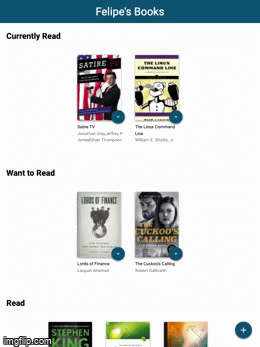 Felipe's Books
Currently Read
SATIRE TV
THE LINUX
COMMAND LINE
Satire TV
The Linux Command
Line
Jonathan Gray,Jeffrey P.
Jones,Ethan Thompson
William E. Shotts, Jr.
Want to Read
LORDS OF FINANCE
THE
CUCKOO'S
CALLING
Lords of Finance
The Cuckoo's Calling
Liaquat Ahamed
Robert Galbraith
Read
STEPHEN
KING
imgflip.com